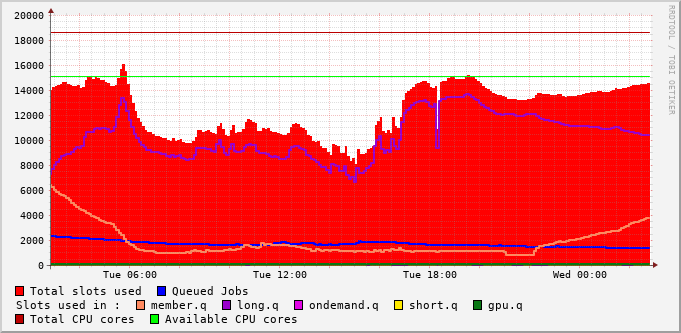 20000
18000
16000
14000
12000
10000
8000
6000
4000
2000
0
Tue 06:00 Tue 12:00 Tue 18:00 Wed 00:00
RRDTOOL / TOBI OETIKER
Total slots used Queued Jobs
Slots used in : member.q long.q ondemand.q short.q gpu.q
Total CPU cores Available CPU cores